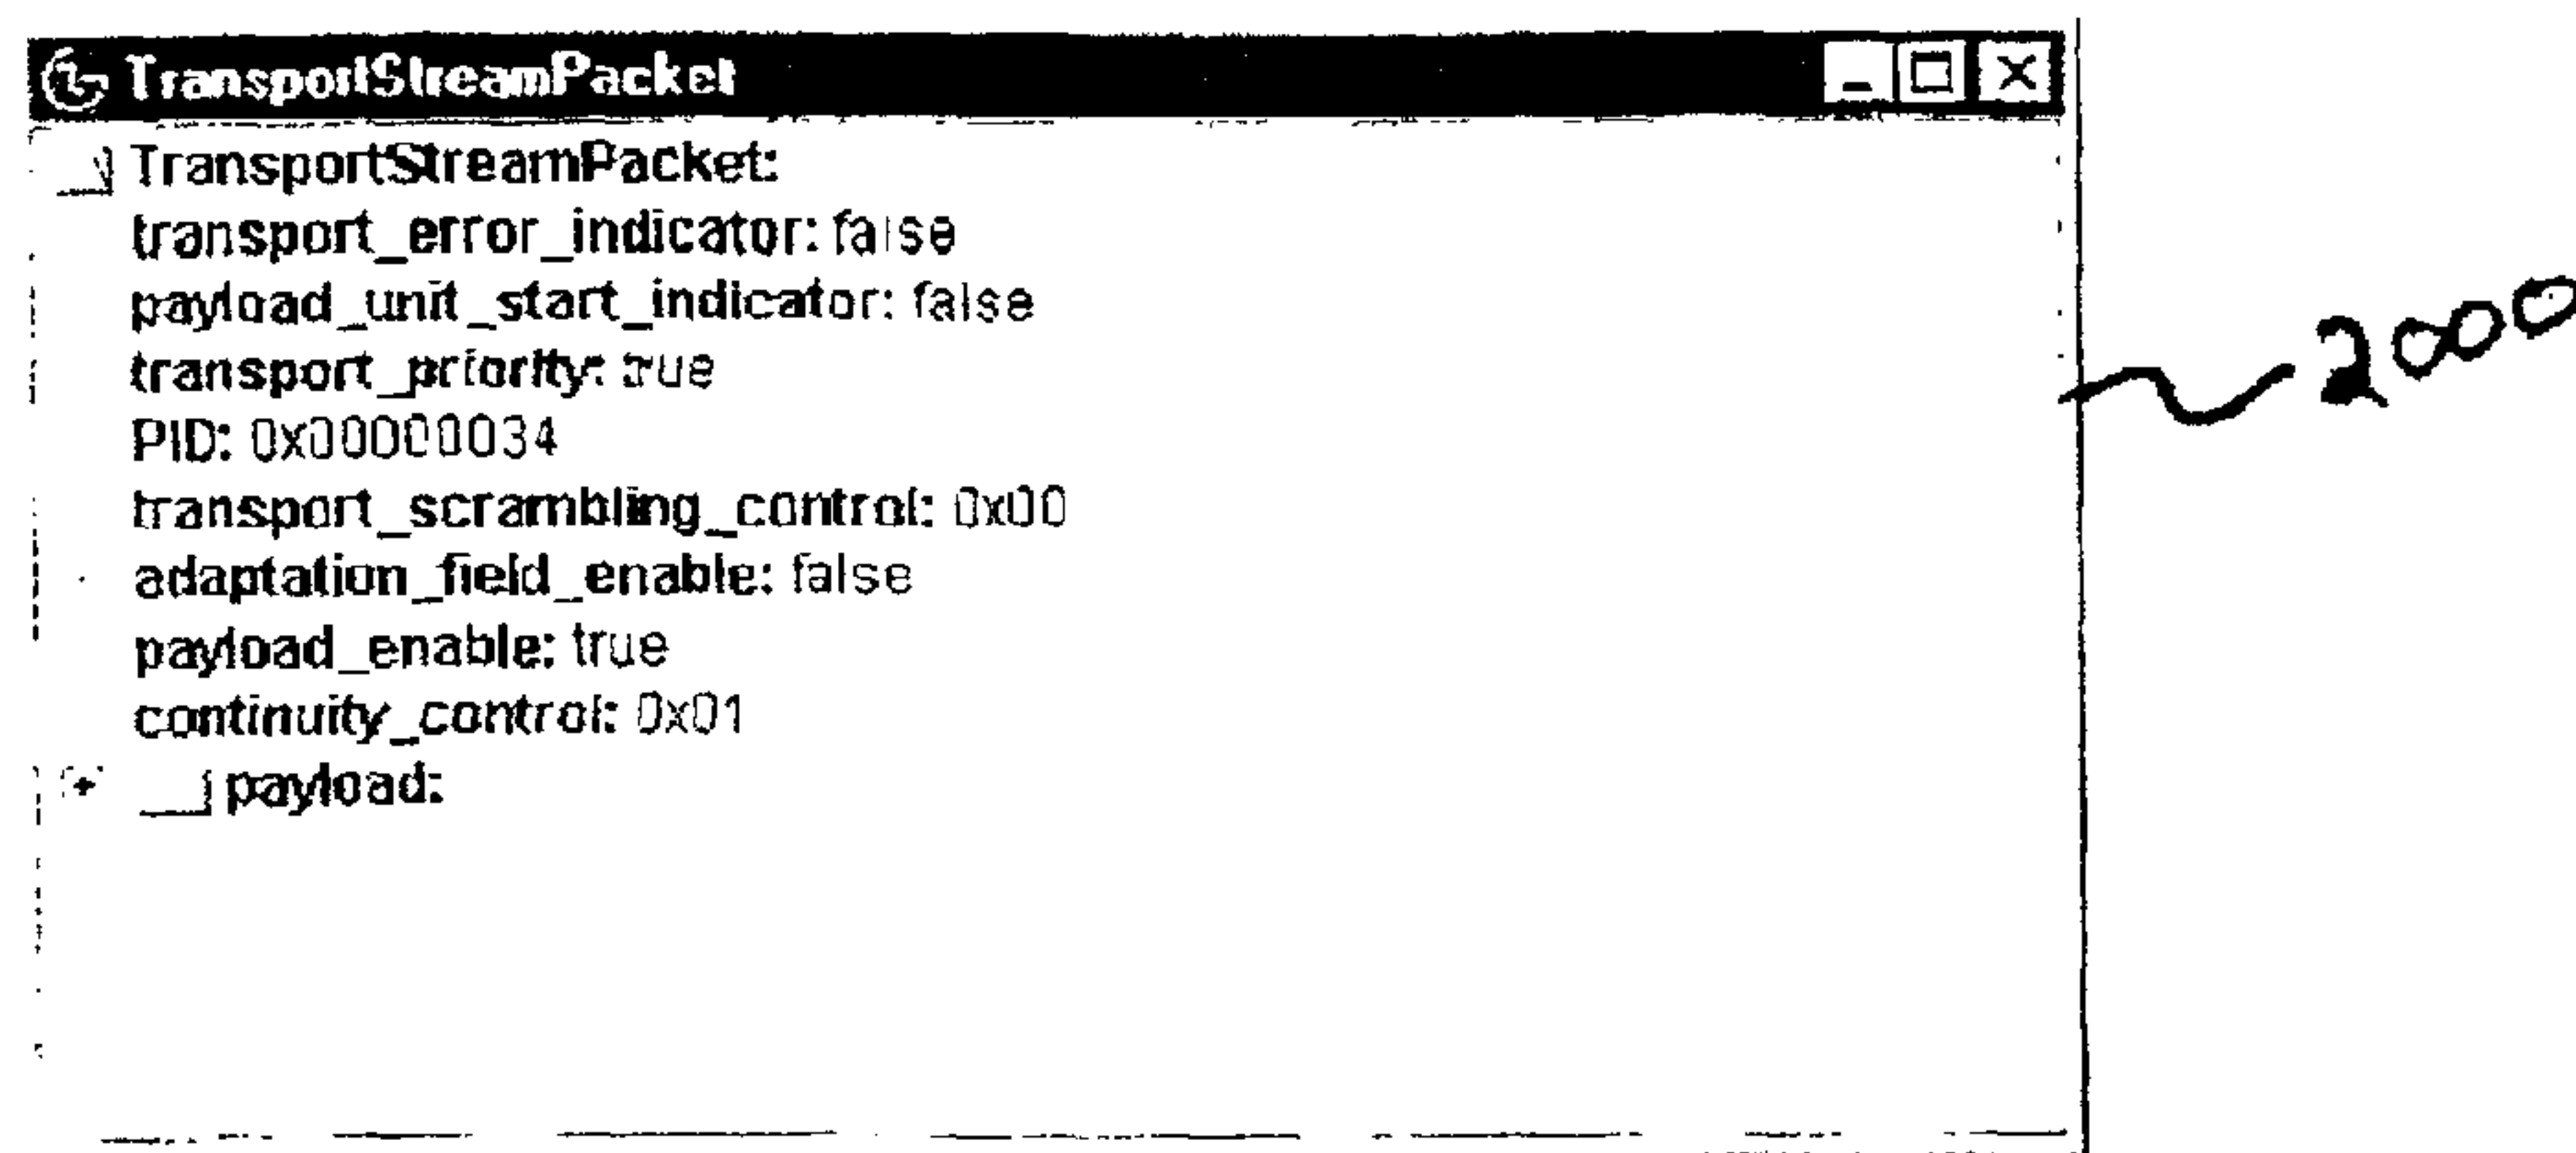 TransportStreamPacket
TransportStreamPacket:
transport_error_indicator: false
payload_unit_start_indicator: false
transport_priority: true
PID: 0x00000034
transport_scrambling_control: 0x00
adaptation_field_enable: false
payload_enable: true
continuity_control: 0x01
payload:
2000